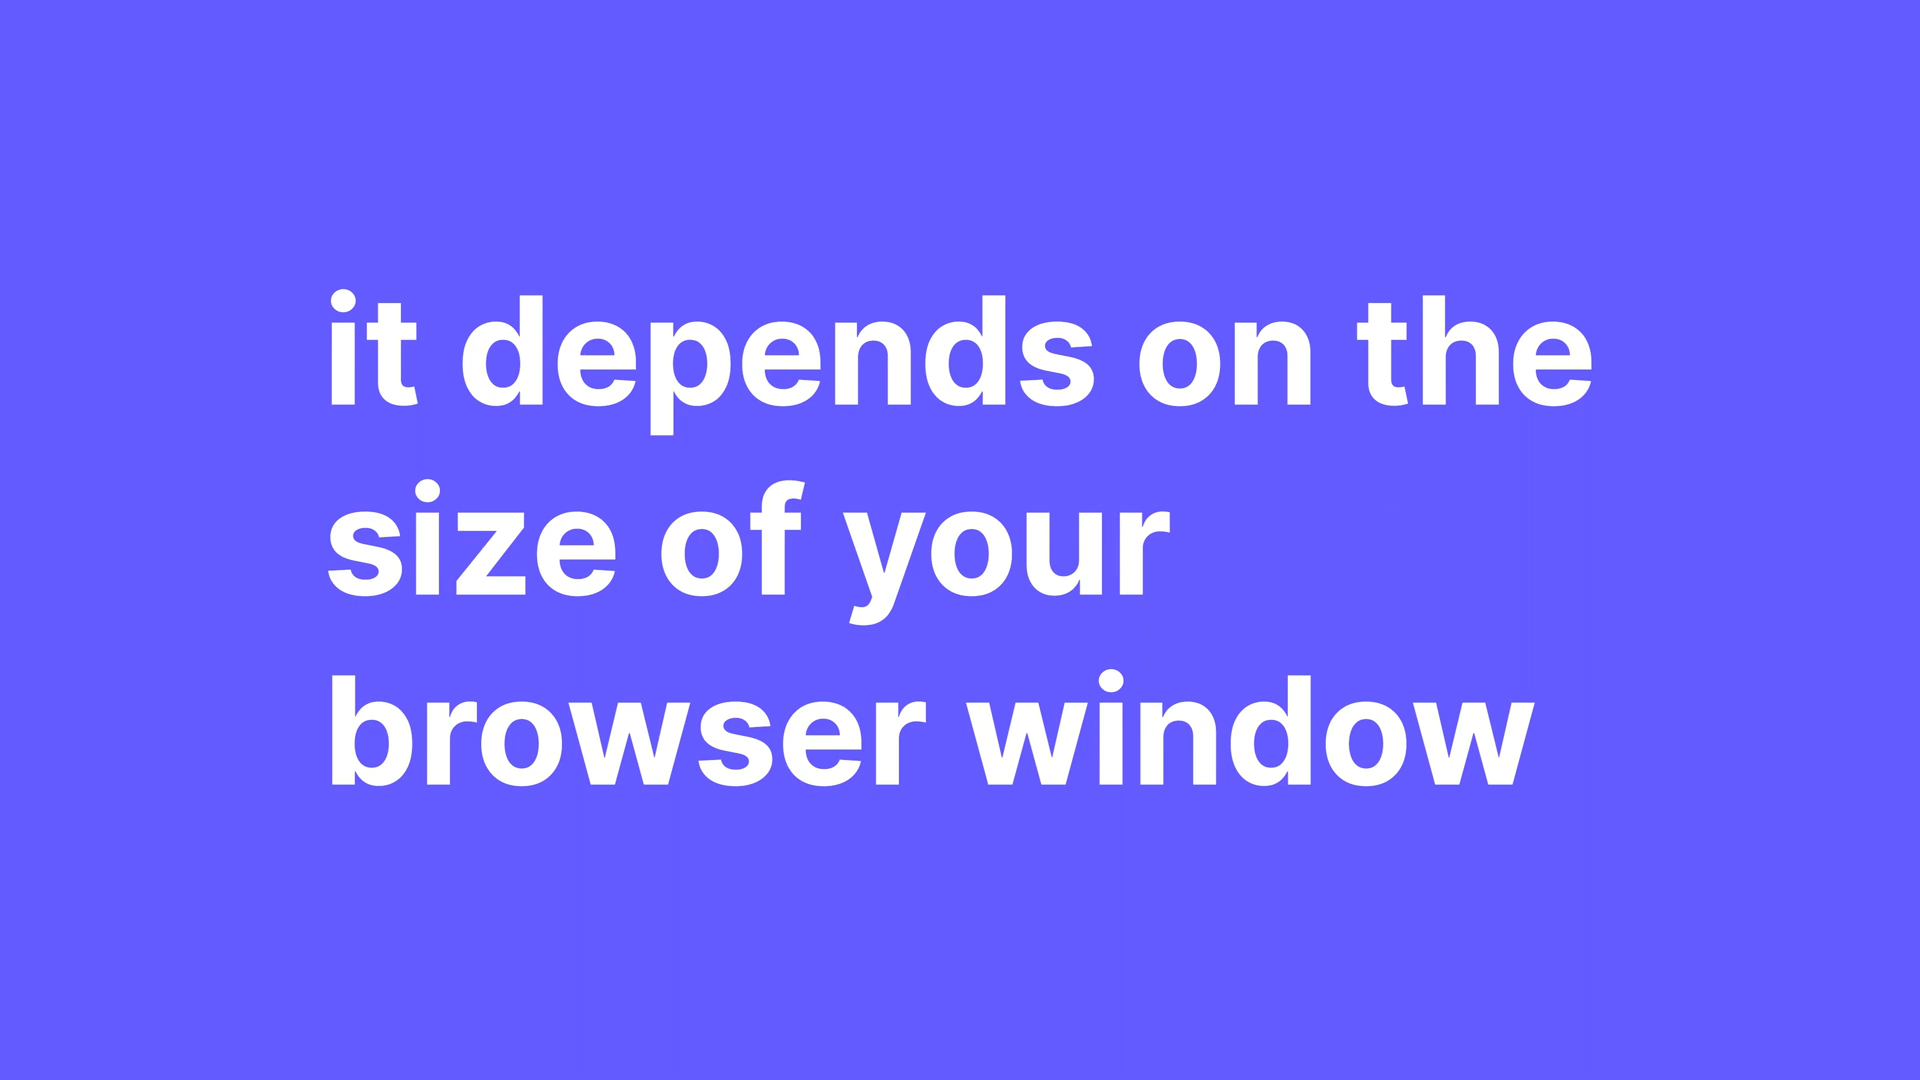 it depends on the
size of your
browser window